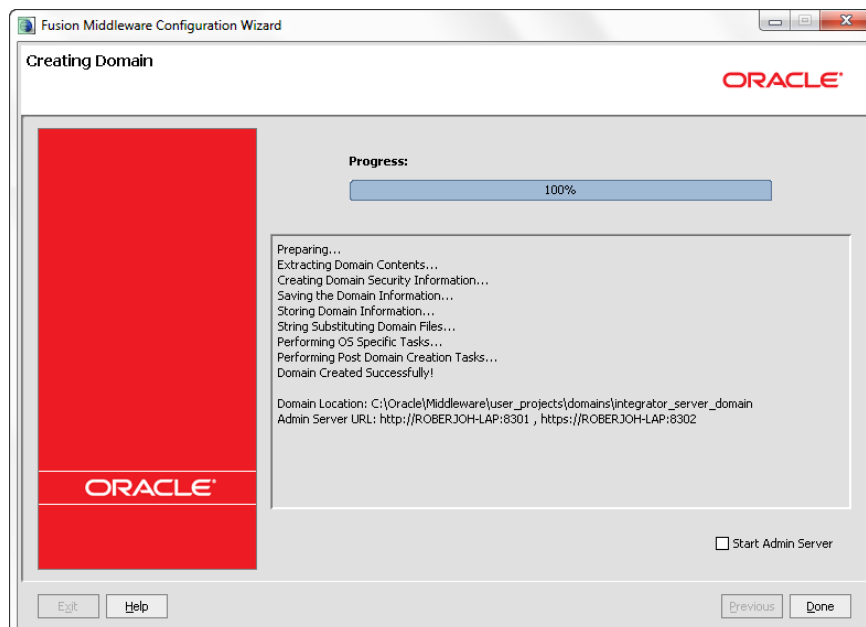 Fusion Middleware Configuration Wizard
Creating Domain
ORACLE
Progress:
100%
Preparing...
Extracting Domain Contents...
Creating Domain Security Information...
Saving the Domain Information...
Storing Domain Information...
String Substituting Domain Files...
Performing OS Specific Tasks...
Performing Post Domain Creation Tasks...
Domain Created Successfully!
Domain Location: C:\Oracle\Middleware\user_projects\domains\integrator_server_domain
Admin Server URL: http://ROBERJOH-LAP:8301 , https://ROBERJOH-LAP:8302
ORACLE
Start Admin Server
Exit Help Previous Done